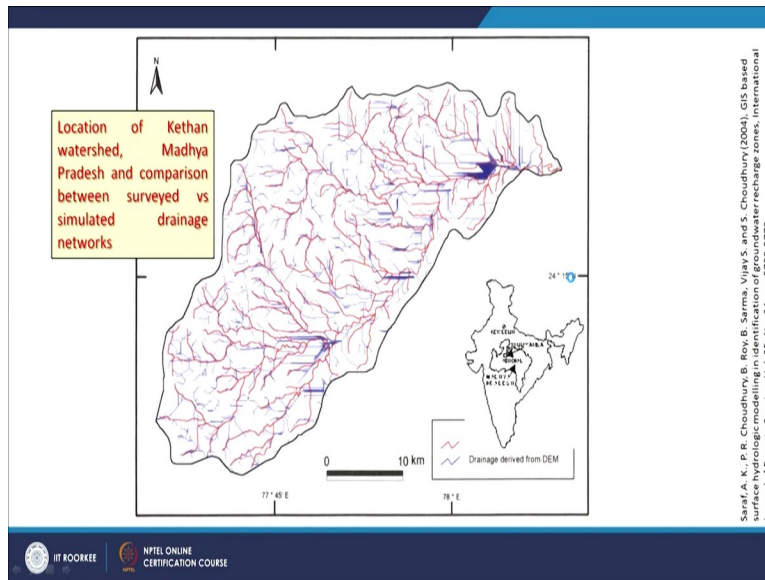 N
Location of Kethan
watershed, Madhya
Pradesh and comparison
between surveyed vs
simulated drainage
networks
24° 1
0 10 km
Drainage derived from DEM
77° 45' E
78° E
Saraf, A. K., P. R. Choudhury, B. Roy, B. Sarma, Vijay S. and S. Choudhury (2004), GIS based
surface hydrologic modelling in identification of groundwater recharge zones, International
IIT ROORKEE
NPTEL ONLINE
CERTIFICATION COURSE
NPTEL